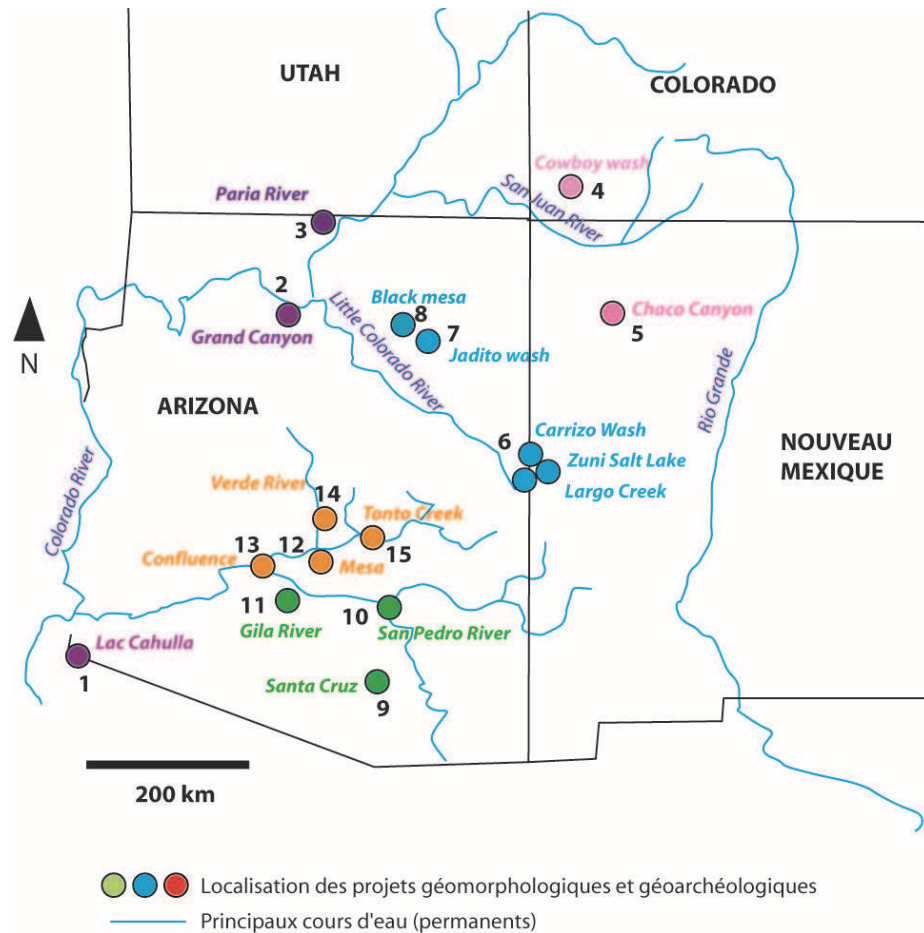 UTAH
COLORADO
Cowboy wash
4
San Juan River
Paria River
3
2
Grand Canyon
Little Colorado River
Black mesa
8
7
Jadito wash
Chaco Canyon
5
Rio Grande
N
ARIZONA
Colorado River
6
Carrizo Wash
Zuni Salt Lake
Largo Creek
NOUVEAU
MEXIQUE
Verde River
14
Tonto Creek
15
Confluence
13
12
Mesa
11
Gila River
10
San Pedro River
Lac Cahulla
1
Santa Cruz
9
200 km
Localisation des projets géomorphologiques et géoarchéologiques
Principaux cours d'eau (permanents)